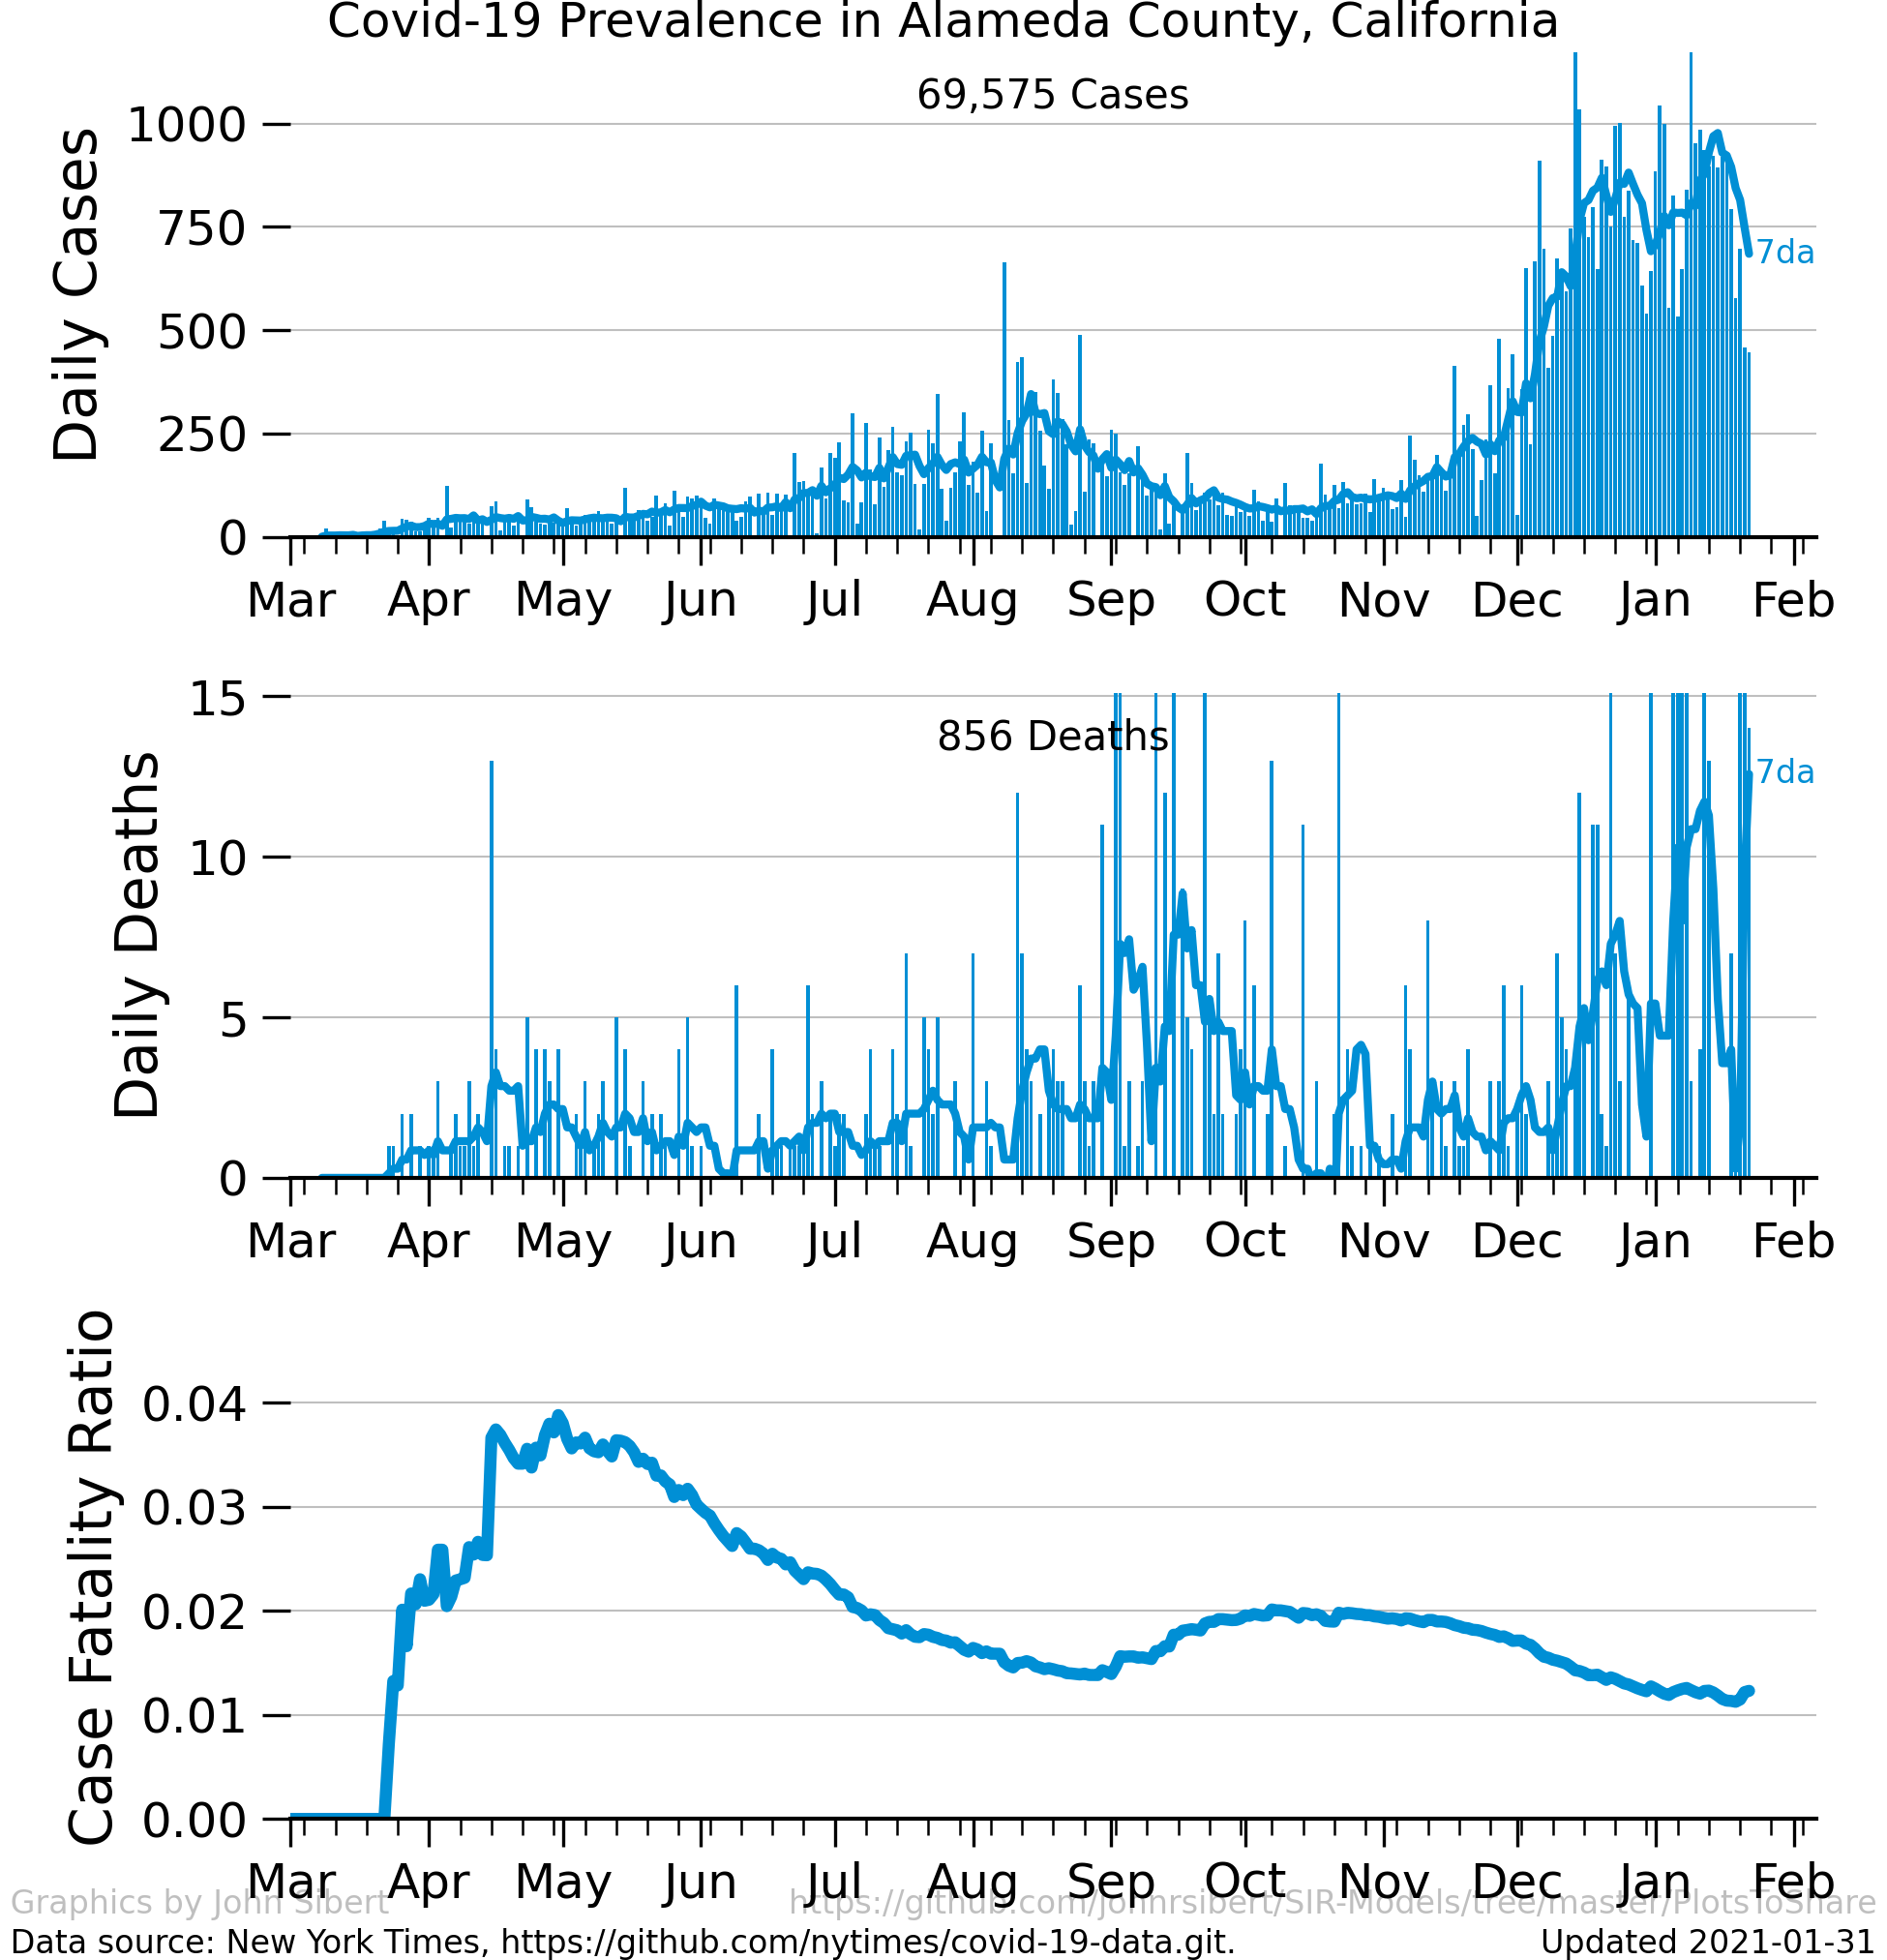 Covid-19 Prevalence in Alameda County, California
69,575 Cases
Daily Cases
1000
750
500
250
0
7da
Mar Apr May Jun Jul Aug Sep Oct Nov Dec Jan Feb
856 Deaths
Daily Deaths
15
10
5
0
7da
Mar Apr May Jun Jul Aug Sep Oct Nov Dec Jan Feb
Case Fatality Ratio
0.04
0.03
0.02
0.01
0.00
Mar Apr May Jun Jul Aug Sep Oct Nov Dec Jan Feb
Graphics by John Sibert https://github.com/johnrsibert/SIR-Models/tree/master/PlotsToShare
Data source: New York Times, https://github.com/nytimes/covid-19-data.git. Updated 2021-01-31